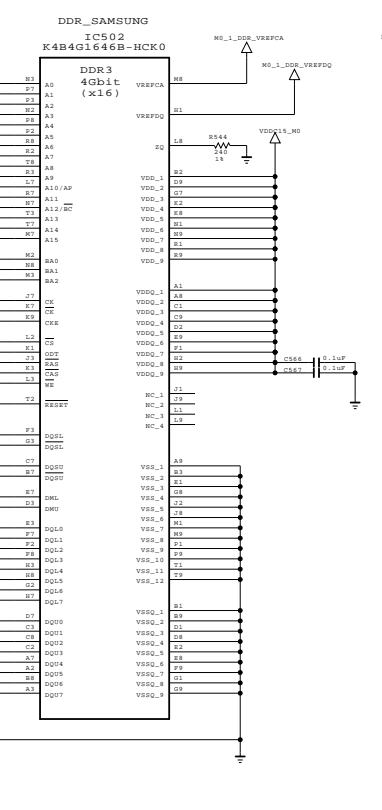 DDR_SAMSUNG
IC502
K4B4G1646B-HCK0
DDR3
4Gbit
(x16)
M0_1_DDR_VREFCA
M0_1_DDR_VREFDQ
VDDC15_M0
N3 A0
P7 A1
P3 A2
N2 A3
P8 A4
P2 A5
R8 A6
R2 A7
T8 A8
R3 A9
L7 A10/AP
R7 A11
N7 A12/BC
T3 A13
T7 A14
M7 A15
M2 BA0
N8 BA1
M3 BA2
J7 CK
K7 CK
K9 CKE
L2 CS
K1 ODT
J3 RAS
K3 CAS
L3 WE
T2 RESET
F3 DQSL
G3 DQSL
C7 DQSU
B7 DQSU
E7 DML
D3 DMU
E3 DQL0
F7 DQL1
F2 DQL2
F8 DQL3
H3 DQL4
H8 DQL5
G2 DQL6
H7 DQL7
D7 DQU0
C3 DQU1
C8 DQU2
C2 DQU3
A7 DQU4
A2 DQU5
B8 DQU6
A3 DQU7
VREFCA M8
VREFDQ H1
ZQ L8
R544
240
1%
VDD_1 B2
VDD_2 D9
VDD_3 G7
VDD_4 K2
VDD_5 K8
VDD_6 N1
VDD_7 N9
VDD_8 R1
VDD_9 R9
VDDQ_1 A1
VDDQ_2 A8
VDDQ_3 C1
VDDQ_4 C9
VDDQ_5 D2
VDDQ_6 E9
VDDQ_7 F1
VDDQ_8 H2
VDDQ_9 H9
C566 0.1uF
C567 0.1uF
NC_1 J1
NC_2 J9
NC_3 L1
NC_4 L9
VSS_1 A9
VSS_2 B3
VSS_3 E1
VSS_4 G8
VSS_5 J2
VSS_6 J8
VSS_7 M1
VSS_8 M9
VSS_9 P1
VSS_10 P9
VSS_11 T1
VSS_12 T9
VSSQ_1 B1
VSSQ_2 B9
VSSQ_3 D1
VSSQ_4 D8
VSSQ_5 E2
VSSQ_6 E8
VSSQ_7 F9
VSSQ_8 G1
VSSQ_9 G9